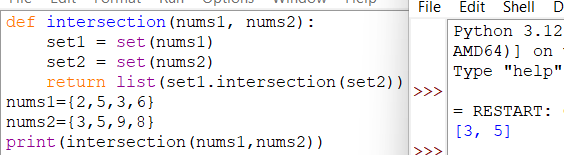 File Edit Shell
def intersection(nums1, nums2):
    set1 = set(nums1)
    set2 = set(nums2)
    return list(set1.intersection(set2))
nums1={2,5,3,6}
nums2={3,5,9,8}
print(intersection(nums1,nums2))
Python 3.12
AMD64)] on
Type "help"
>>>
= RESTART:
[3, 5]
>>>